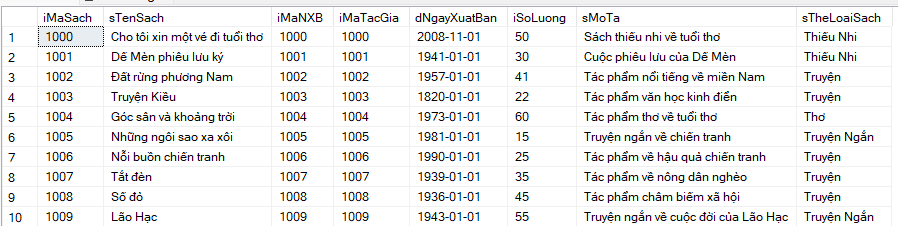 iMaSach sTenSach iMaNXB iMaTacGia dNgayXuatBan iSoLuong sMoTa sTheLoaiSach
1 1000 Cho tôi xin một vé đi tuổi thơ 1000 1000 2008-11-01 50 Sách thiếu nhi về tuổi thơ Thiếu Nhi
2 1001 Dế Mèn phiêu lưu ký 1001 1001 1941-01-01 30 Cuộc phiêu lưu của Dế Mèn Thiếu Nhi
3 1002 Đất rừng phương Nam 1002 1002 1957-01-01 41 Tác phẩm nổi tiếng về miền Nam Truyện
4 1003 Truyện Kiều 1003 1003 1820-01-01 22 Tác phẩm văn học kinh điển Truyện
5 1004 Góc sân và khoảng trời 1004 1004 1973-01-01 60 Tác phẩm thơ về tuổi thơ Thơ
6 1005 Những ngôi sao xa xôi 1005 1005 1981-01-01 15 Truyện ngắn về chiến tranh Truyện Ngắn
7 1006 Nỗi buồn chiến tranh 1006 1006 1990-01-01 25 Tác phẩm về hậu quả chiến tranh Truyện
8 1007 Tắt đèn 1007 1007 1939-01-01 35 Tác phẩm về nông dân nghèo Truyện
9 1008 Số đỏ 1008 1008 1936-01-01 45 Tác phẩm châm biếm xã hội Truyện
10 1009 Lão Hạc 1009 1009 1943-01-01 55 Truyện ngắn về cuộc đời của Lão Hạc Truyện Ngắn